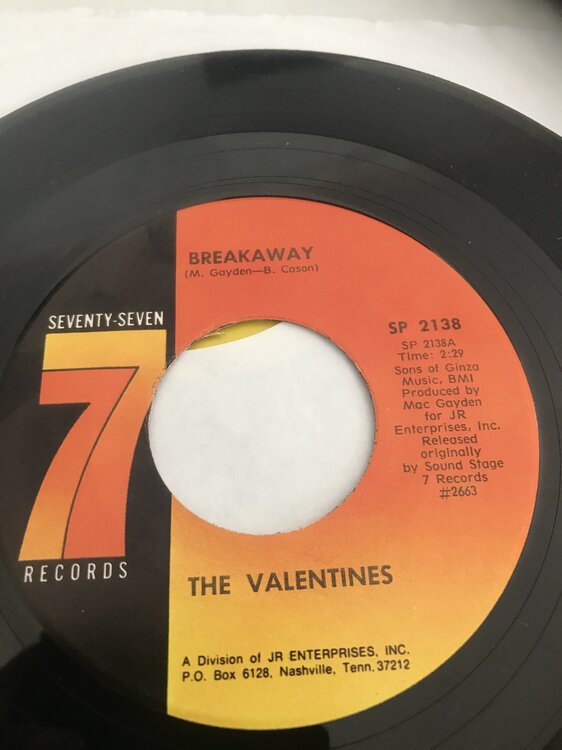 BREAKAWAY
(M. Gayden—B. Cason)
SEVENTY-SEVEN
7
RECORDS
SP 2138
SP 2138A
Time: 2:29
Sons of Ginza
Music, BMI
Produced by
Mac Gayden
for JR
Enterprises, Inc.
Released
originally
by Sound Stage
7 Records
#2663
THE VALENTINES
A Division of JR ENTERPRISES, INC.
P.O. Box 6128, Nashville, Tenn. 37212